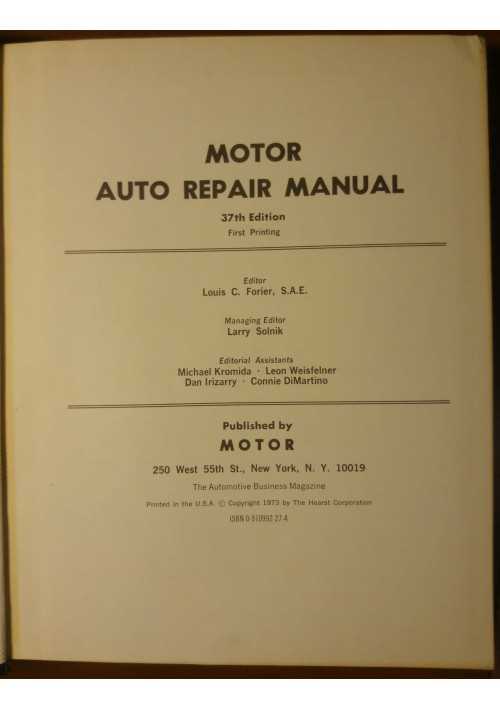 MOTOR
AUTO REPAIR MANUAL
37th Edition
First Printing
Editor
Louis C. Forier, S.A.E.
Managing Editor
Larry Solnik
Editorial Assistants
Michael Kromida · Leon Weisfelner
Dan Irizarry · Connie DiMartino
Published by
MOTOR
250 West 55th St., New York, N. Y. 10019
The Automotive Business Magazine
Printed in the U.S.A. © Copyright 1973 by The Hearst Corporation
ISBN 0-910992 27-4